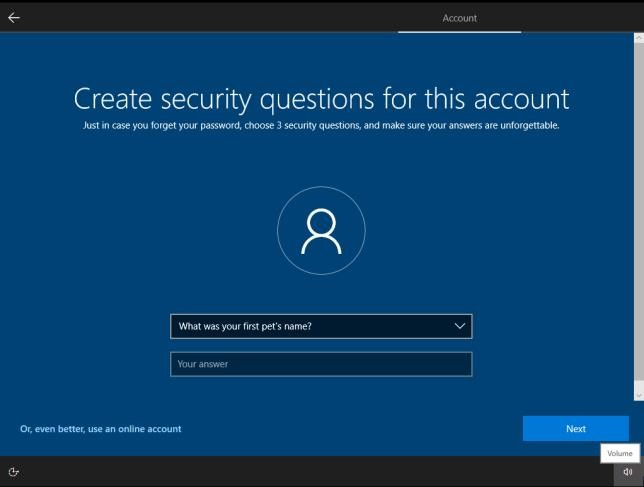 Account
Create security questions for this account
Just in case you forget your password, choose 3 security questions, and make sure your answers are unforgettable.
What was your first pet's name?
Your answer
Or, even better, use an online account
Next
Volume